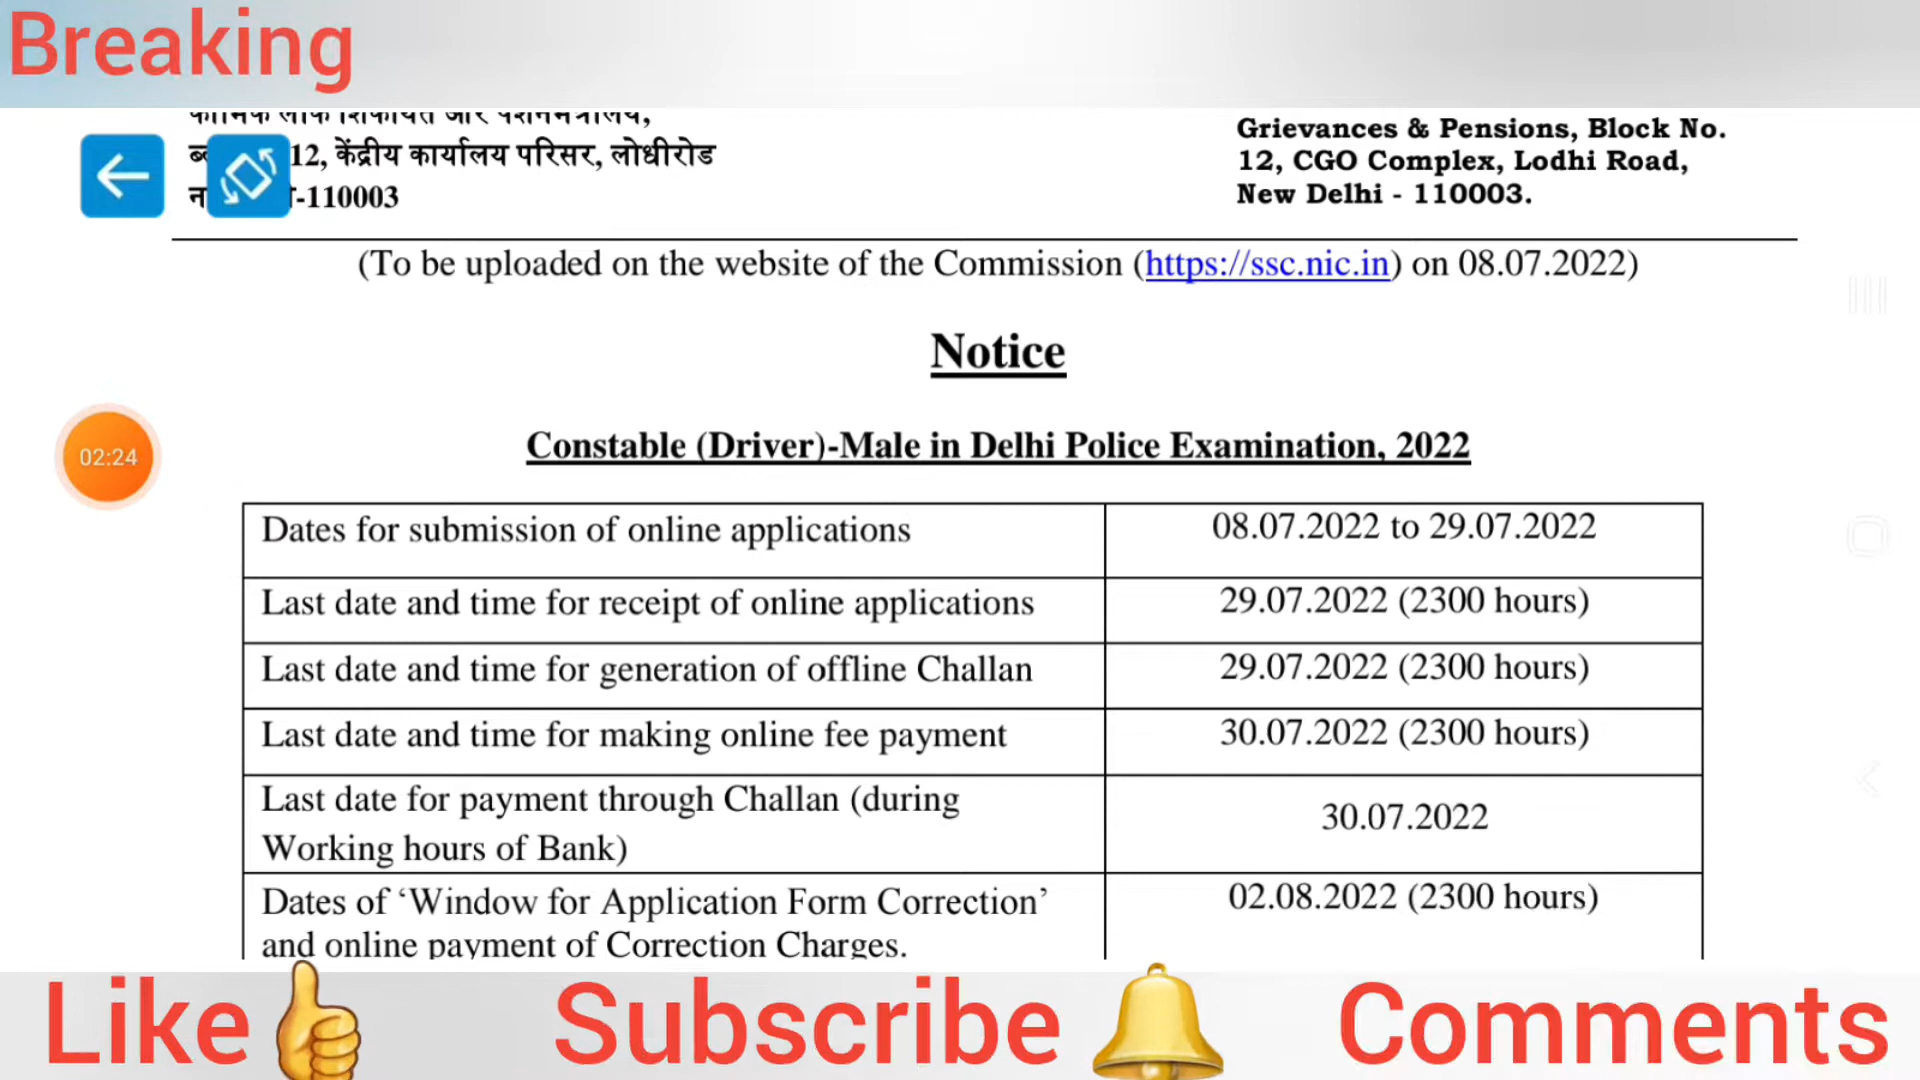 Breaking
और
12, केंद्रीय कार्यालय परिसर, लोधीरोड
-110003
Grievances & Pensions, Block No.
12, CGO Complex, Lodhi Road,
New Delhi - 110003.
(To be uploaded on the website of the Commission (https://ssc.nic.in) on 08.07.2022)
Notice
Constable (Driver)-Male in Delhi Police Examination, 2022
02:24
Dates for submission of online applications 08.07.2022 to 29.07.2022
Last date and time for receipt of online applications 29.07.2022 (2300 hours)
Last date and time for generation of offline Challan 29.07.2022 (2300 hours)
Last date and time for making online fee payment 30.07.2022 (2300 hours)
Last date for payment through Challan (during
Working hours of Bank) 30.07.2022
Dates of ‘Window for Application Form Correction’ 02.08.2022 (2300 hours)
and online payment of Correction Charges.
Like Subscribe Comments